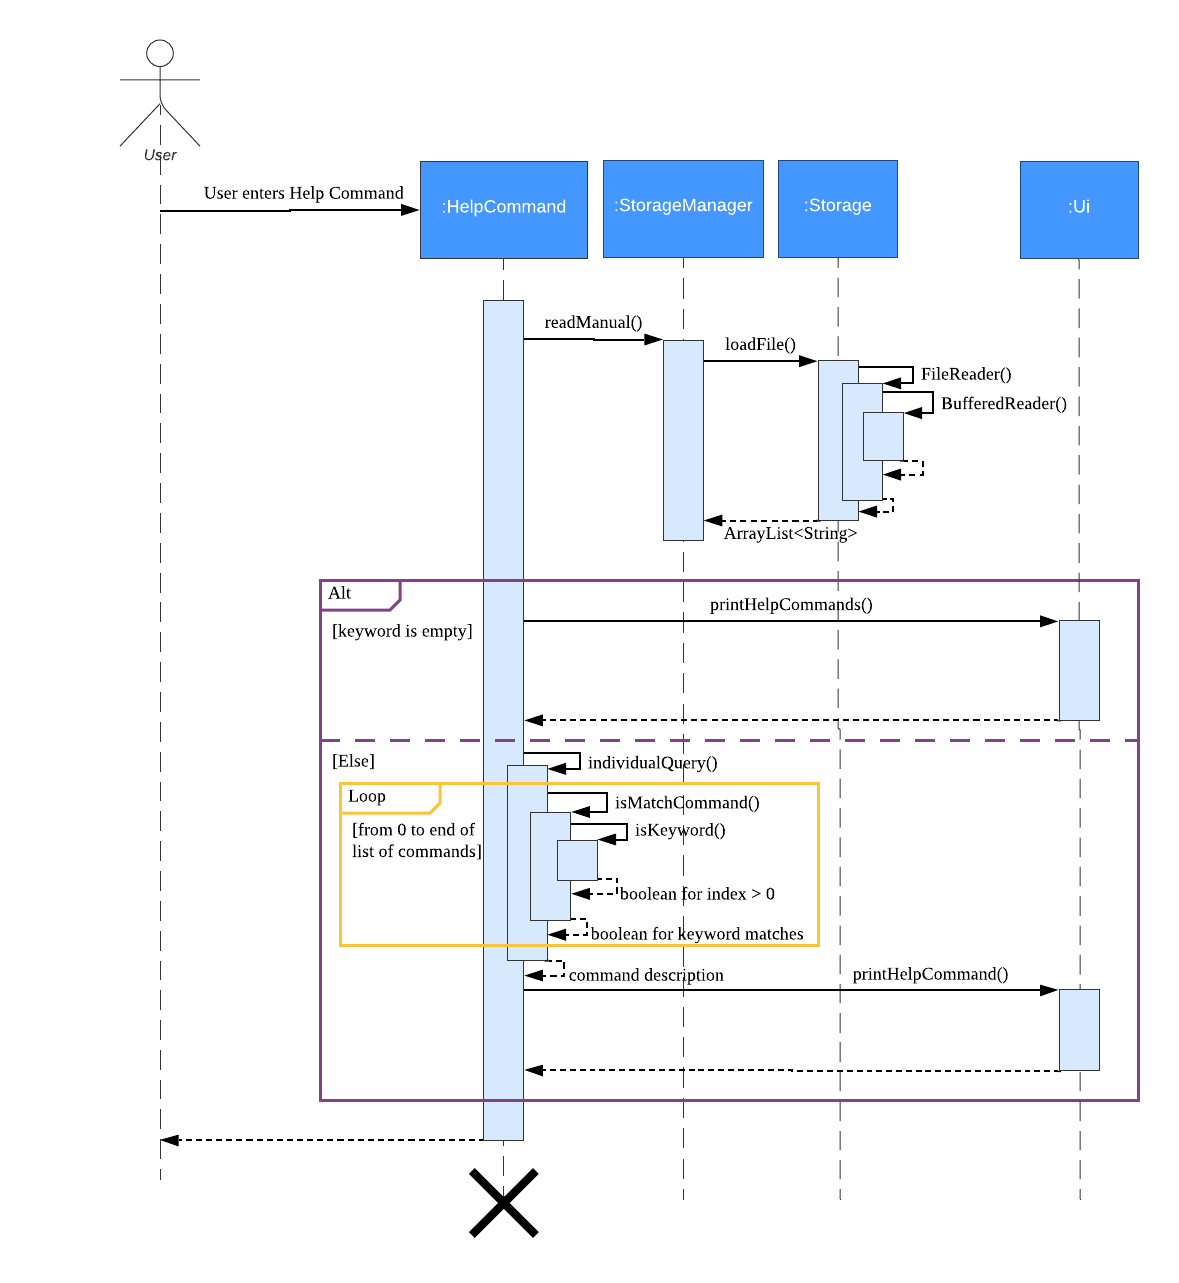 User
User enters Help Command
:HelpCommand
:StorageManager
:Storage
:Ui
readManual()
loadFile()
FileReader()
BufferedReader()
ArrayList<String>
Alt
printHelpCommands()
[keyword is empty]
[Else]
individualQuery()
Loop
isMatchCommand()
[from 0 to end of
list of commands]
isKeyword()
boolean for index > 0
boolean for keyword matches
command description
printHelpCommand()